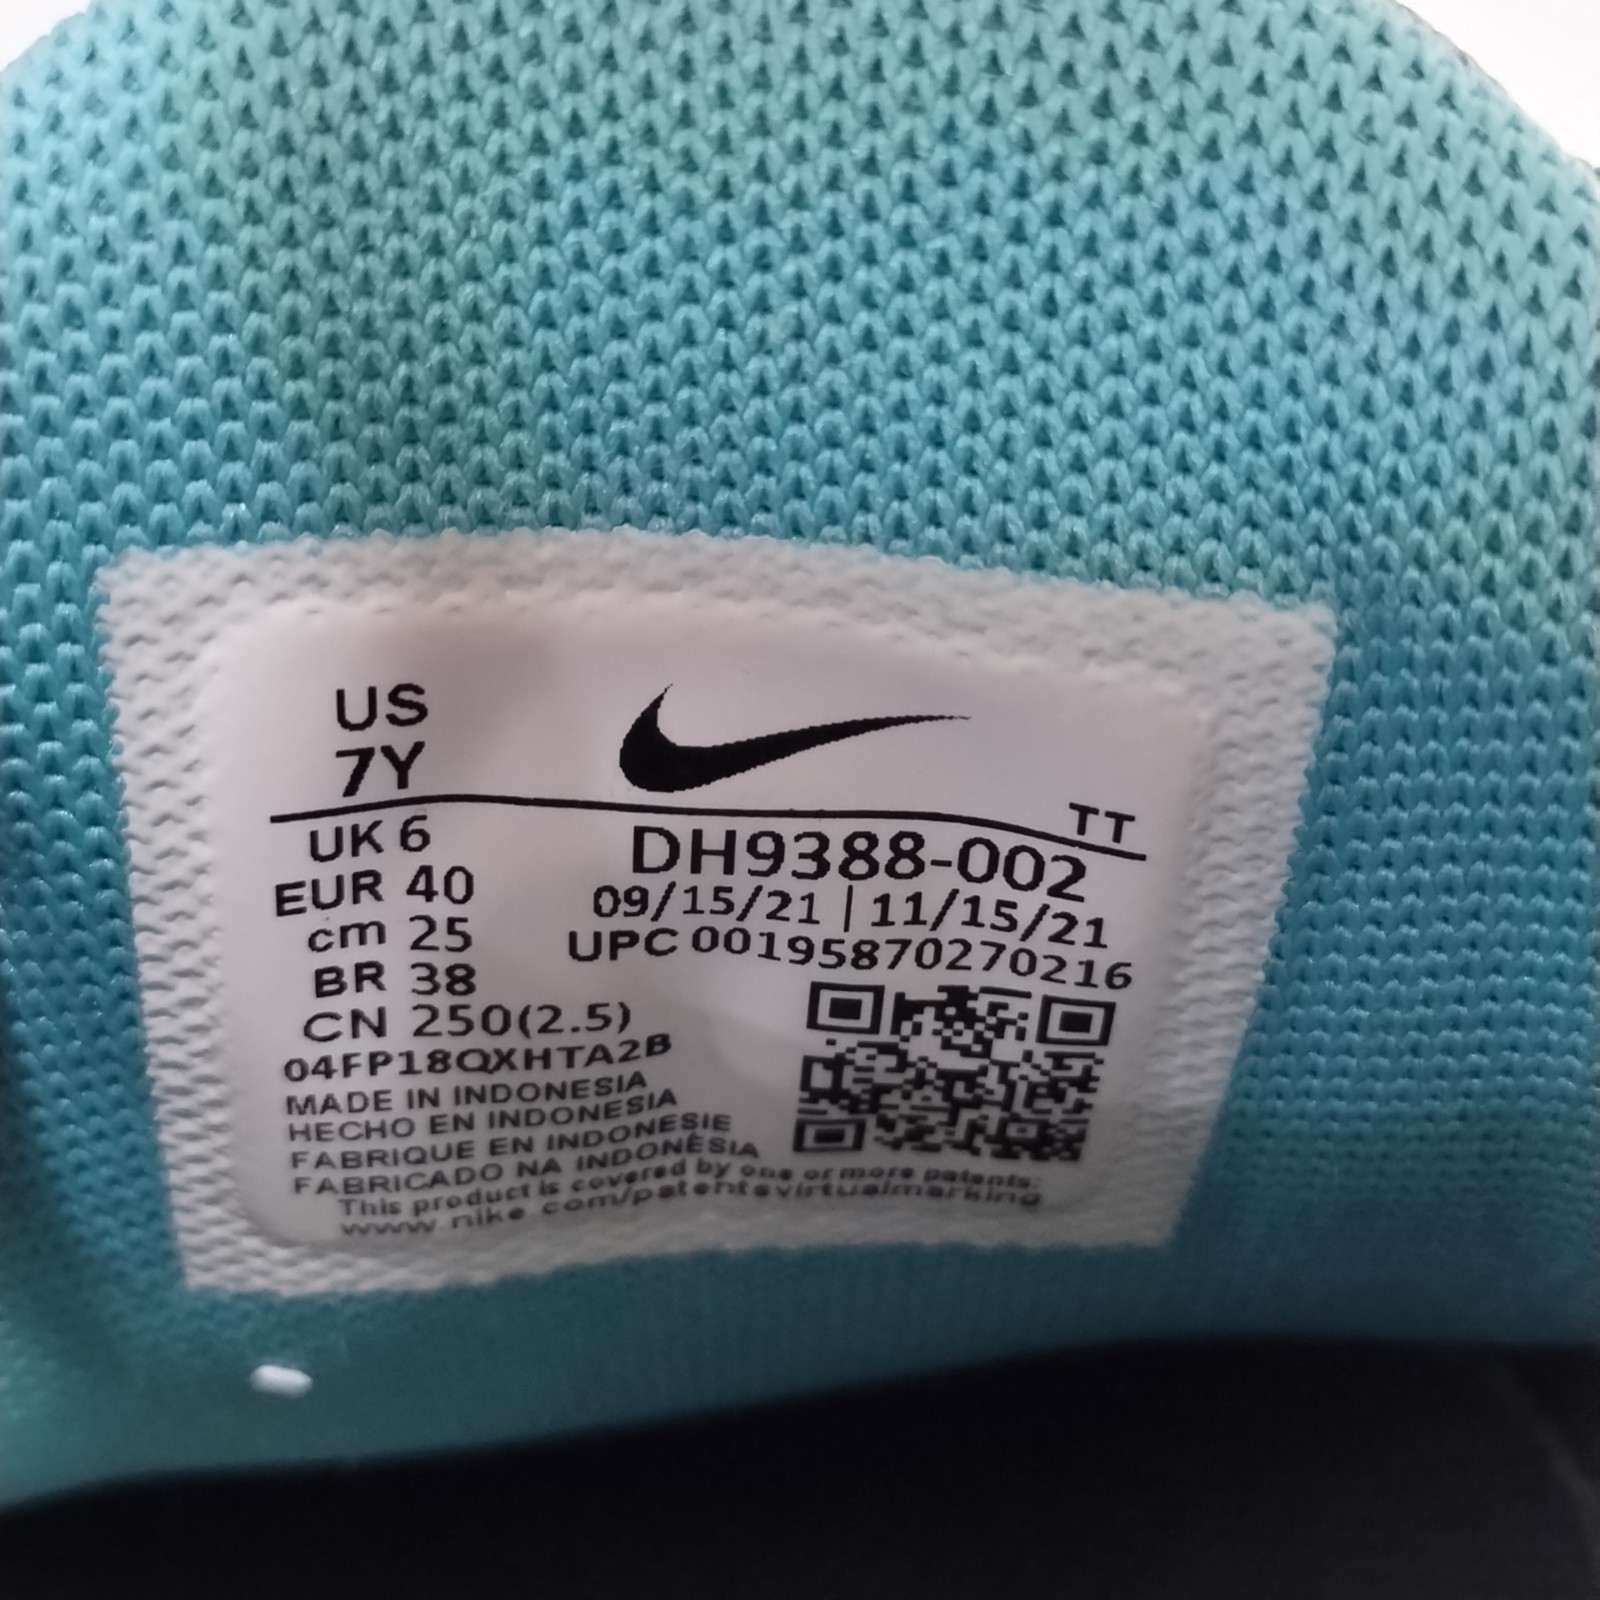 US
7Y
TT
UK 6
EUR 40
cm 25
BR 38
CN 250(2.5)
DH9388-002
09/15/21 | 11/15/21
UPC 00195870270216
04FP18QXHTA2B
MADE IN INDONESIA
HECHO EN INDONESIA
FABRIQUE EN INDONESIE
FABRICADO NA INDONÉSIA
This product is covered by one or more patents:
www.nike.com/patentsvirtualmarking